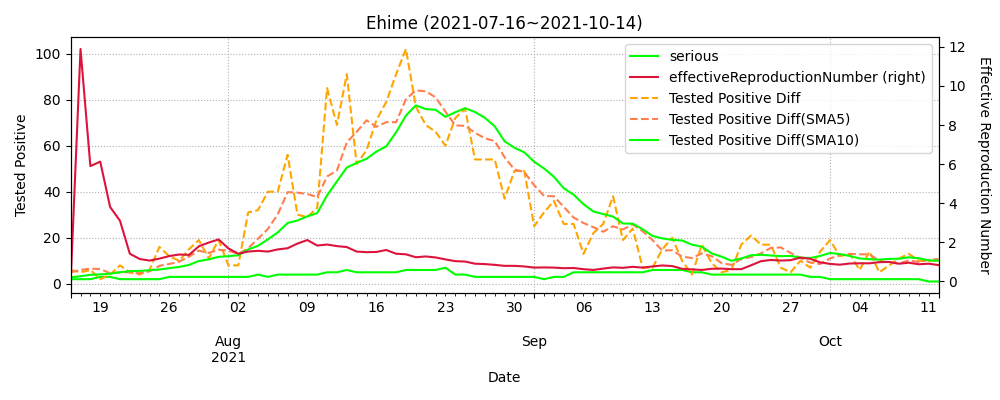 Ehime (2021-07-16~2021-10-14)
Tested Positive
100
80
60
40
20
0
serious
effectiveReproductionNumber (right)
Tested Positive Diff
Tested Positive Diff(SMA5)
Tested Positive Diff(SMA10)
12
10
8
6
4
2
0
Effective Reproduction Number
19 26 02 09 16 23 30 06 13 20 27 04 11
Aug Sep Oct
2021
Date